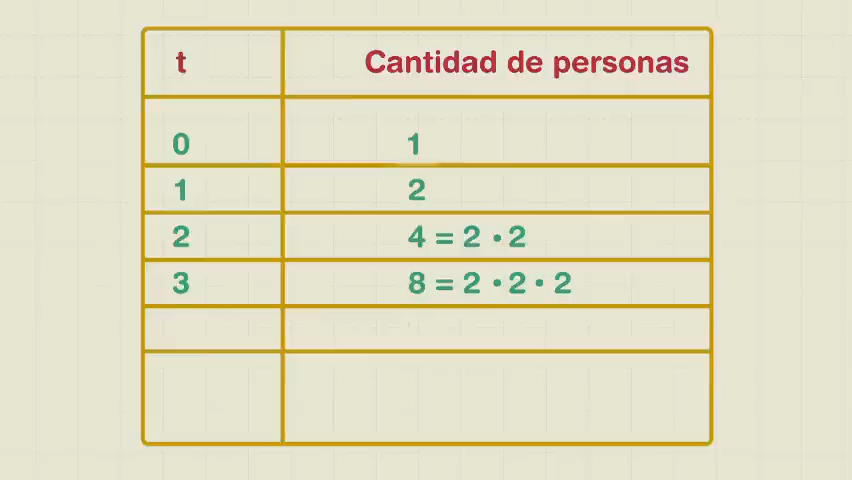 t Cantidad de personas
0 1
1 2
2 4 = 2 · 2
3 8 = 2 · 2 · 2